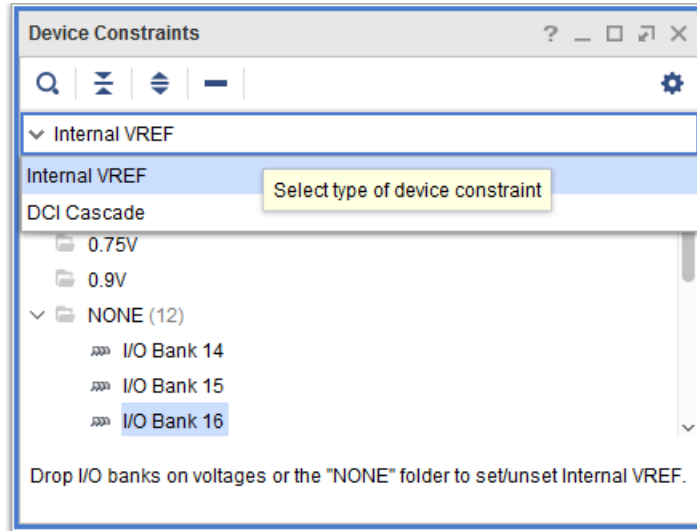 Device Constraints
Internal VREF
Internal VREF
Select type of device constraint
DCI Cascade
0.75V
0.9V
NONE (12)
I/O Bank 14
I/O Bank 15
I/O Bank 16
Drop I/O banks on voltages or the "NONE" folder to set/unset Internal VREF.